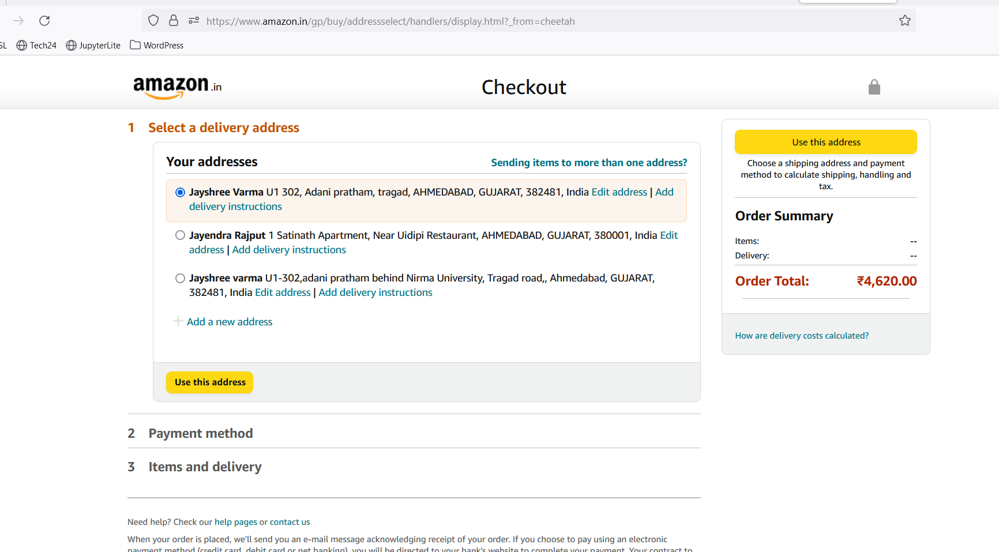 https://www.amazon.in/gp/buy/addressselect/handlers/display.html?_from=cheetah
SL Tech24 JupyterLite WordPress
amazon.in
Checkout
1 Select a delivery address
Your addresses
Sending items to more than one address?
Jayshree Varma U1 302, Adani pratham, tragad, AHMEDABAD, GUJARAT, 382481, India Edit address | Add
delivery instructions
Jayendra Rajput 1 Satinath Apartment, Near Uidipi Restaurant, AHMEDABAD, GUJARAT, 380001, India Edit
address | Add delivery instructions
Jayshree varma U1-302,adani pratham behind Nirma University, Tragad road,, Ahmedabad, GUJARAT,
382481, India Edit address | Add delivery instructions
Add a new address
Use this address
2 Payment method
3 Items and delivery
Need help? Check our help pages or contact us
When your order is placed, we'll send you an e-mail message acknowledging receipt of your order. If you choose to pay using an electronic
payment method (credit card, debit card or net banking), you will be directed to your bank's website to complete your payment. Your contract to
Use this address
Choose a shipping address and payment
method to calculate shipping, handling and
tax.
Order Summary
Items: --
Delivery: --
Order Total: ₹4,620.00
How are delivery costs calculated?